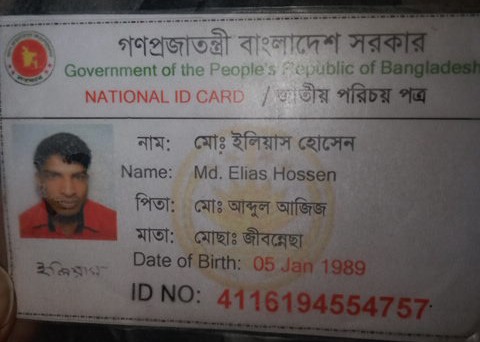 গণপ্রজাতন্ত্রী বাংলাদেশ সরকার
Government of the People's Republic of Bangladesh
NATIONAL ID CARD / জাতীয় পরিচয় পত্র
নাম: মোঃ ইলিয়াস হোসেন
Name: Md. Elias Hossen
পিতা: মোঃ আব্দুল আজিজ
মাতা: মোছাঃ জীবন্নেছা
Date of Birth: 05 Jan 1989
ইলিয়াস
ID NO: 4116194554757